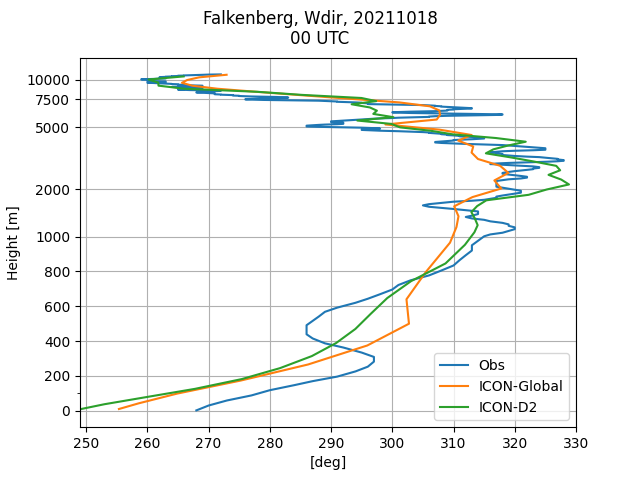 Falkenberg, Wdir, 20211018
00 UTC
10000
7500
5000
2000
1000
800
600
400
200
0
Height [m]
250 260 270 280 290 300 310 320 330
[deg]
Obs
ICON-Global
ICON-D2